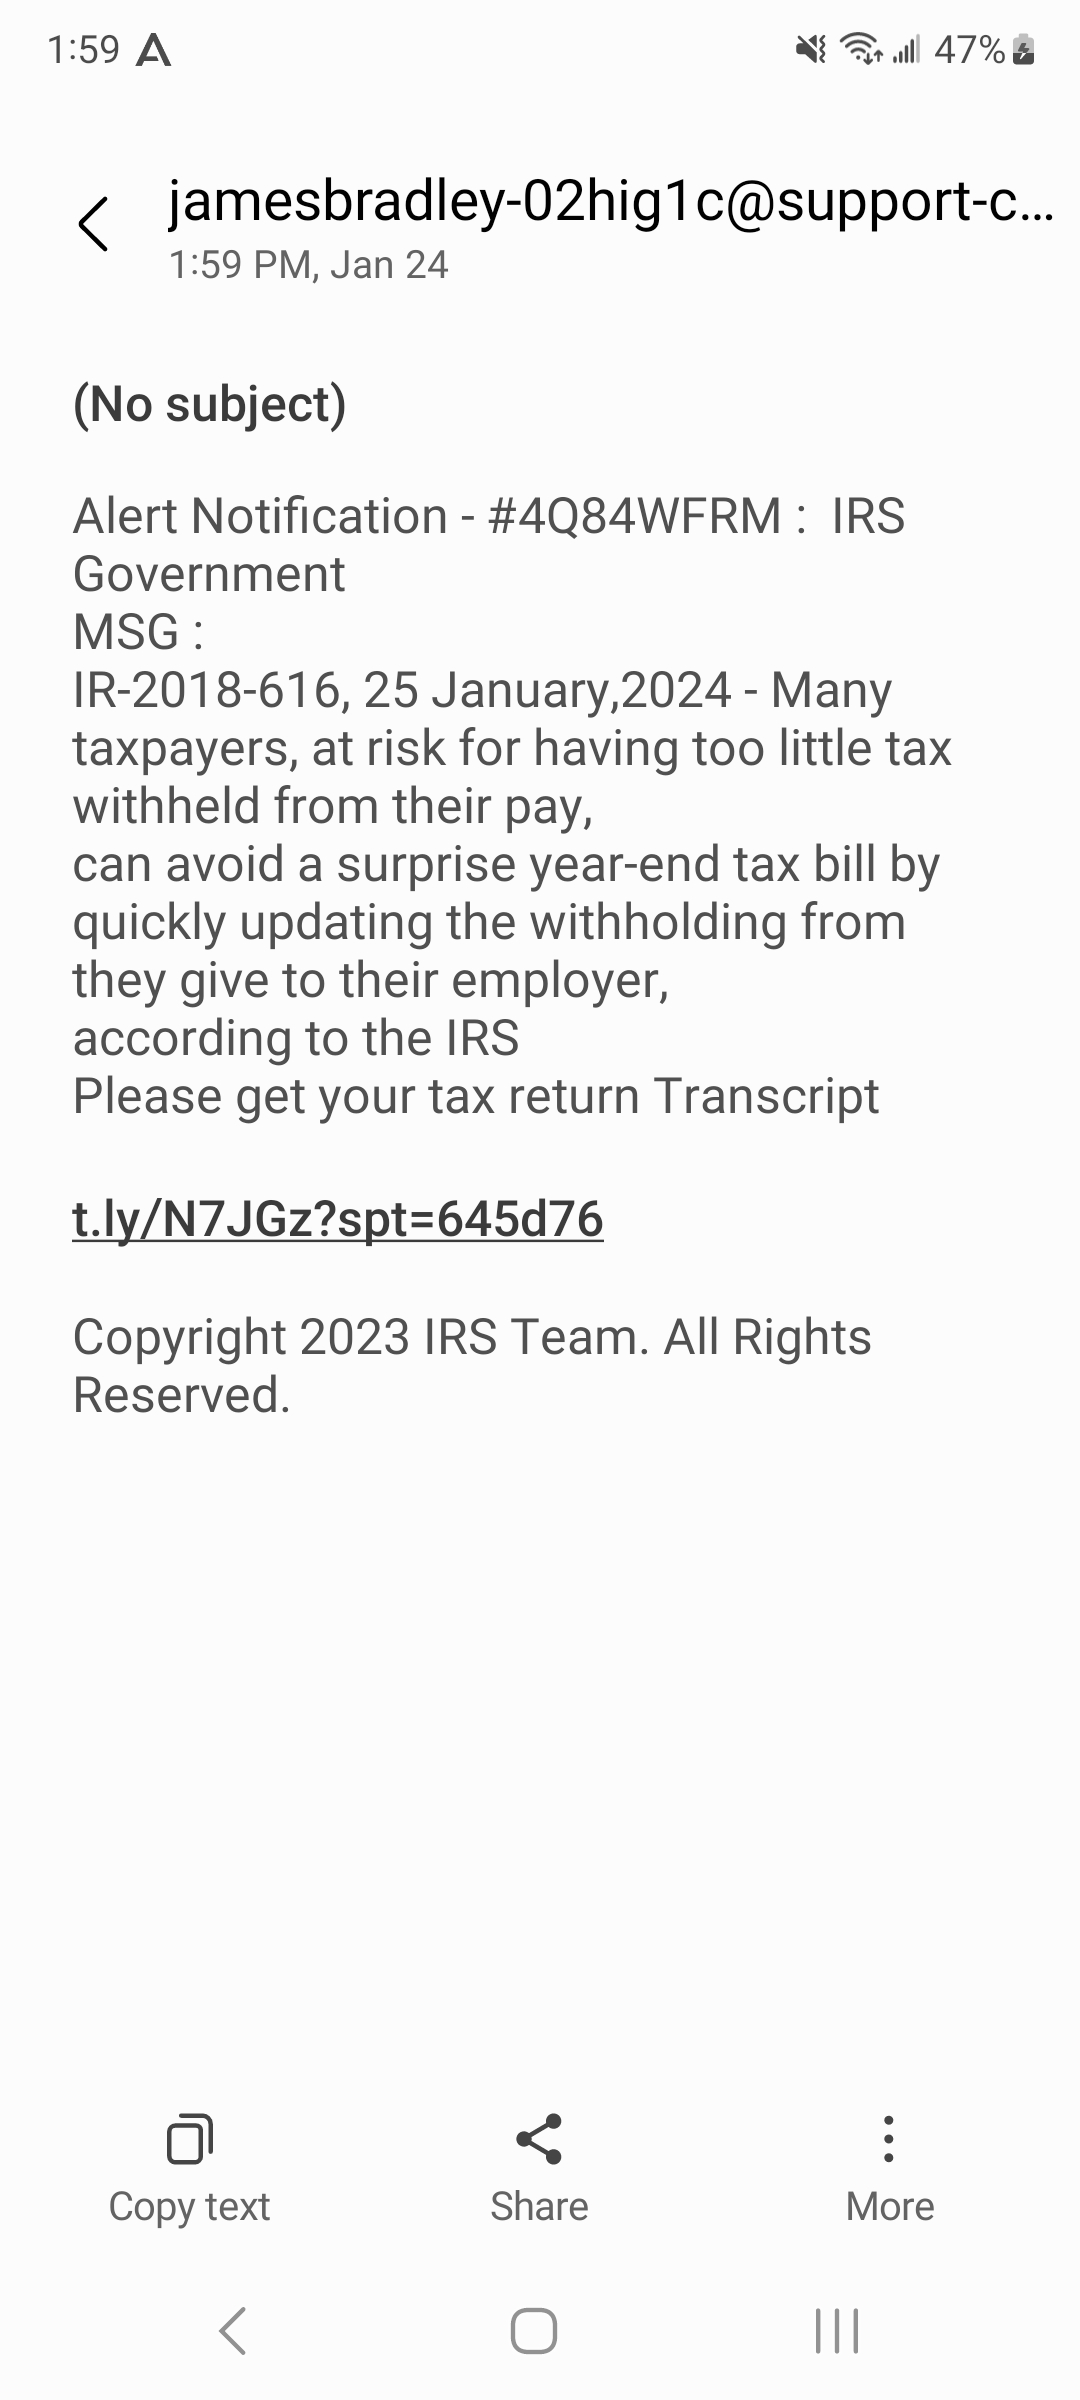 1:59
47%
jamesbradley-02hig1c@support-c...
1:59 PM, Jan 24
(No subject)
Alert Notification - #4Q84WFRM :  IRS
Government
MSG :
IR-2018-616, 25 January,2024 - Many
taxpayers, at risk for having too little tax
withheld from their pay,
can avoid a surprise year-end tax bill by
quickly updating the withholding from
they give to their employer,
according to the IRS
Please get your tax return Transcript
t.ly/N7JGz?spt=645d76
Copyright 2023 IRS Team. All Rights
Reserved.
Copy text
Share
More